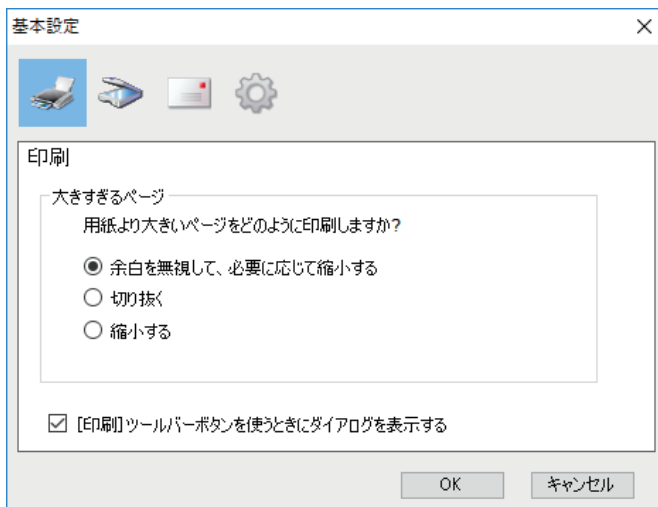 基本設定
印刷
大きすぎるページ
用紙より大きいページをどのように印刷しますか?
余白を無視して、必要に応じて縮小する
切り抜く
縮小する
[印刷]ツールバーボタンを使うときにダイアログを表示する
OK キャンセル